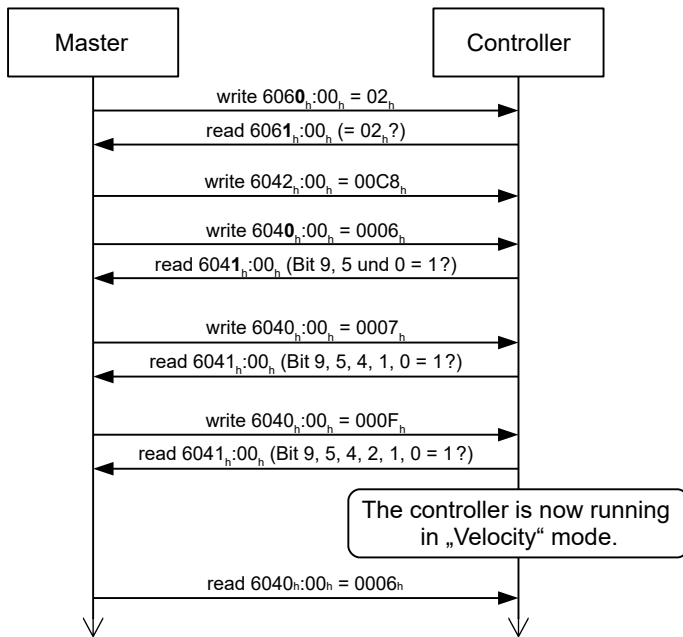 Master
Controller
write 6060ₕ:00ₕ = 02ₕ
read 6061ₕ:00ₕ (= 02ₕ?)
write 6042ₕ:00ₕ = 00C8ₕ
write 6040ₕ:00ₕ = 0006ₕ
read 6041ₕ:00ₕ (Bit 9, 5 und 0 = 1?)
write 6040ₕ:00ₕ = 0007ₕ
read 6041ₕ:00ₕ (Bit 9, 5, 4, 1, 0 = 1?)
write 6040ₕ:00ₕ = 000Fₕ
read 6041ₕ:00ₕ (Bit 9, 5, 4, 2, 1, 0 = 1?)
The controller is now running
in „Velocity“ mode.
read 6040ₕ:00ₕ = 0006ₕ